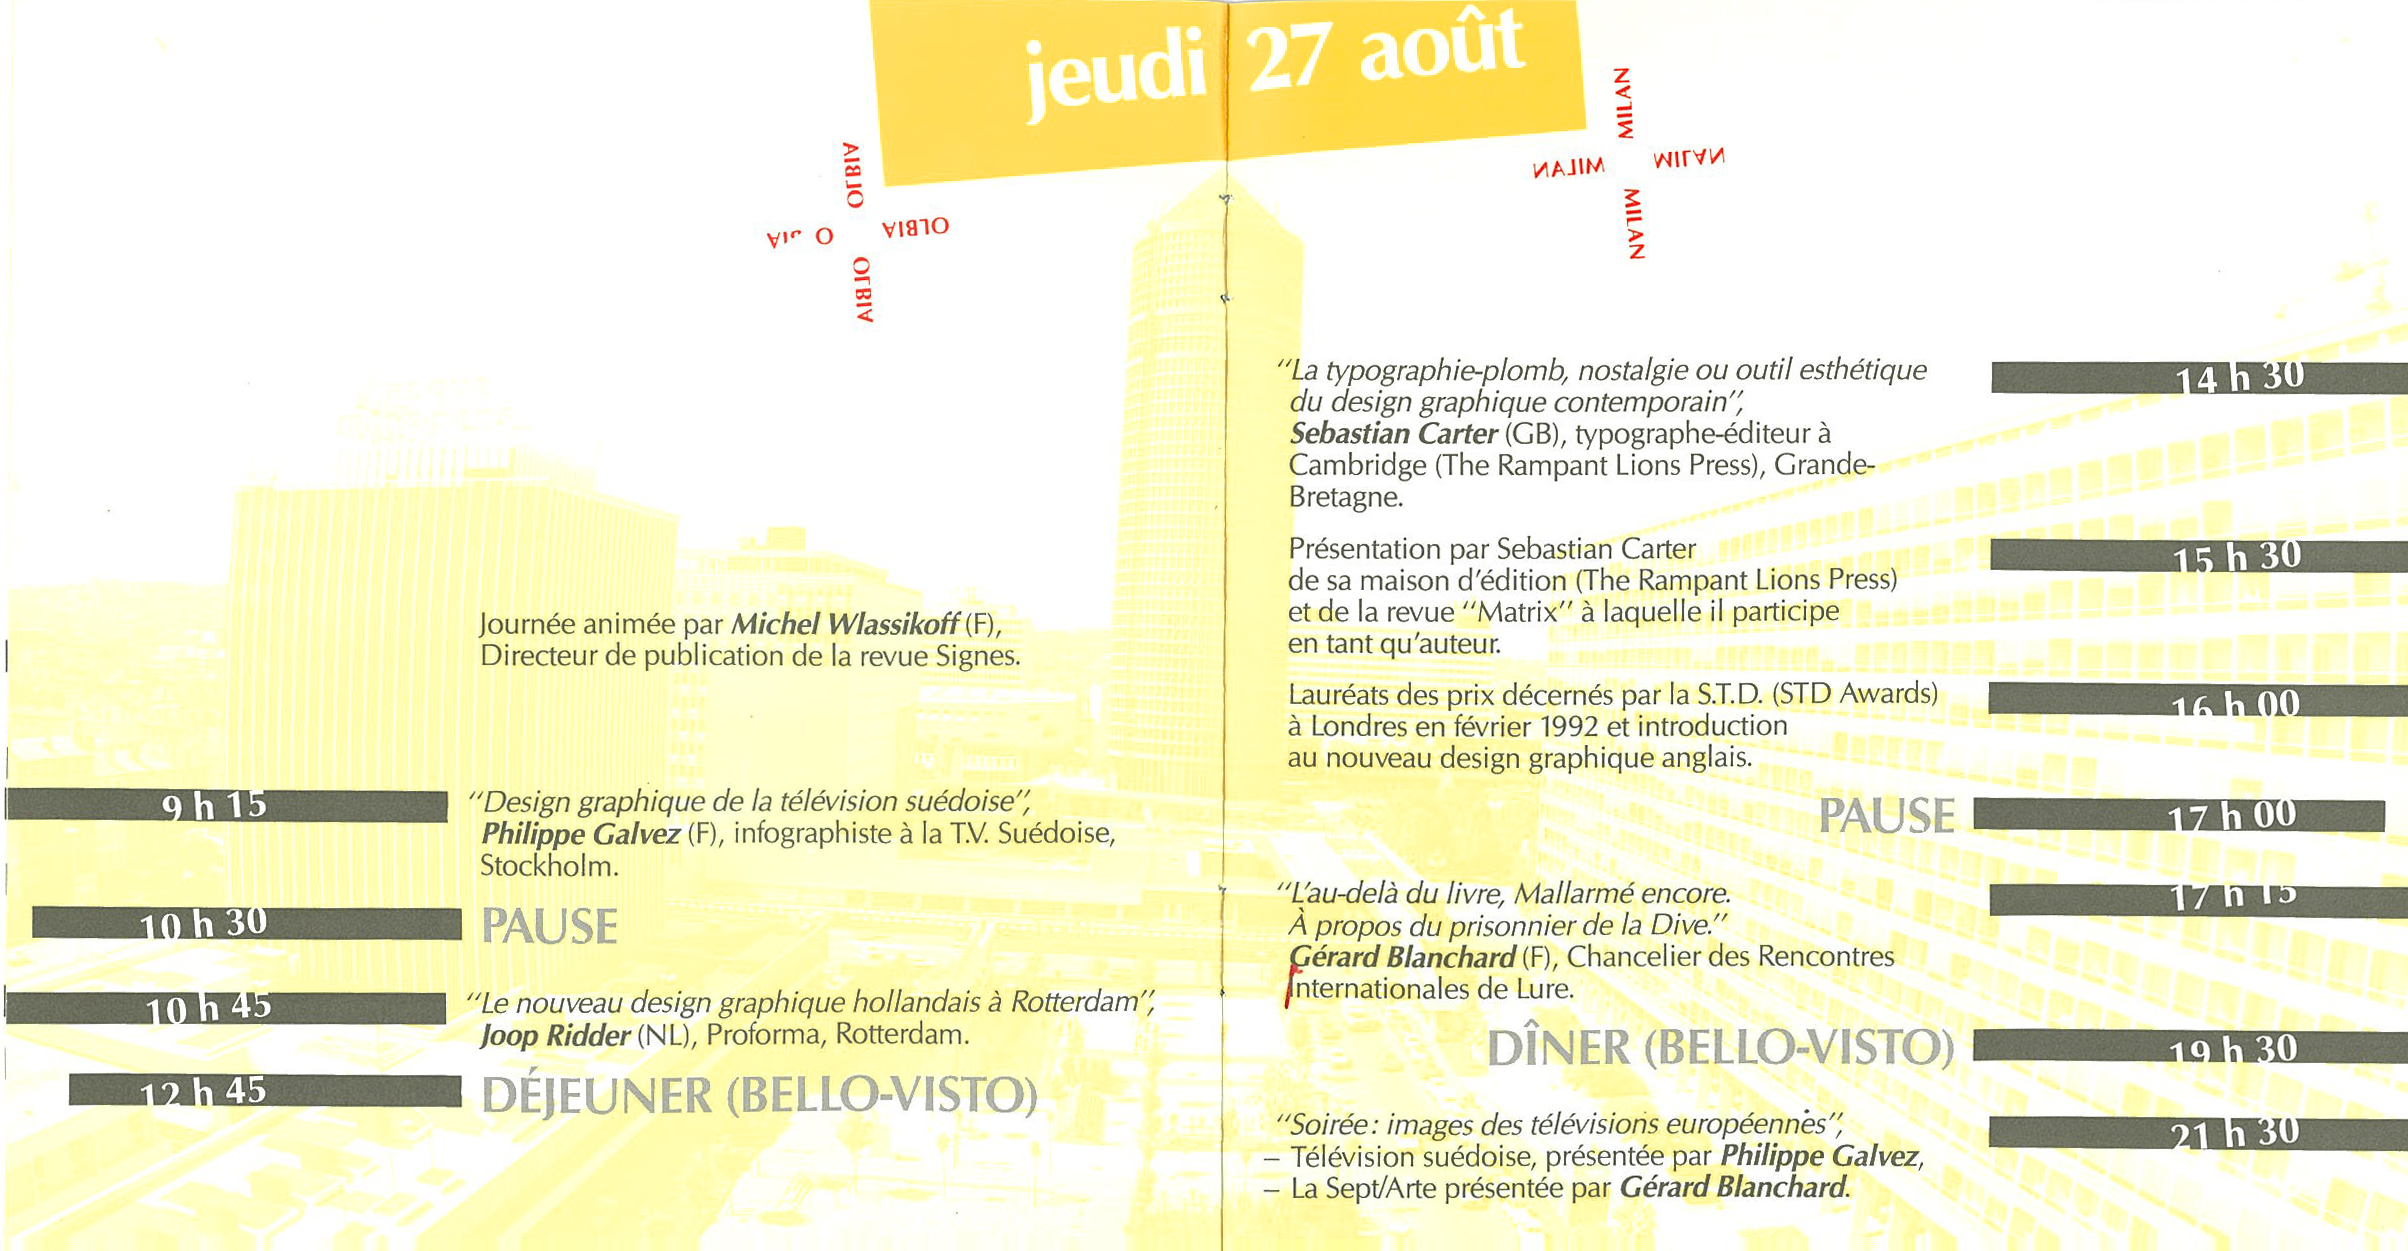 jeudi 27 août
OLBIA
OLBIA
OLBIA
MILAN
MILAN
MILAN
MILAN
Journée animée par Michel Wlassikoff (F),
Directeur de publication de la revue Signes.
9 h 15
"Design graphique de la télévision suédoise",
Philippe Galvez (F), infographiste à la T.V. Suédoise,
Stockholm.
10 h 30
PAUSE
10 h 45
"Le nouveau design graphique hollandais à Rotterdam",
Joop Ridder (NL), Proforma, Rotterdam.
12 h 45
DÉJEUNER (BELLO-VISTO)
"La typographie-plomb, nostalgie ou outil esthétique
du design graphique contemporain",
Sebastian Carter (GB), typographe-éditeur à
Cambridge (The Rampant Lions Press), Grande-
Bretagne.
14 h 30
Présentation par Sebastian Carter
de sa maison d'édition (The Rampant Lions Press)
et de la revue "Matrix" à laquelle il participe
en tant qu'auteur.
15 h 30
Lauréats des prix décernés par la S.T.D. (STD Awards)
à Londres en février 1992 et introduction
au nouveau design graphique anglais.
16 h 00
PAUSE
17 h 00
"L'au-delà du livre, Mallarmé encore.
À propos du prisonnier de la Dive."
Gérard Blanchard (F), Chancelier des Rencontres
Internationales de Lure.
17 h 15
DÎNER (BELLO-VISTO)
19 h 30
"Soirée : images des télévisions européennes",
– Télévision suédoise, présentée par Philippe Galvez,
– La Sept/Arte présentée par Gérard Blanchard.
21 h 30